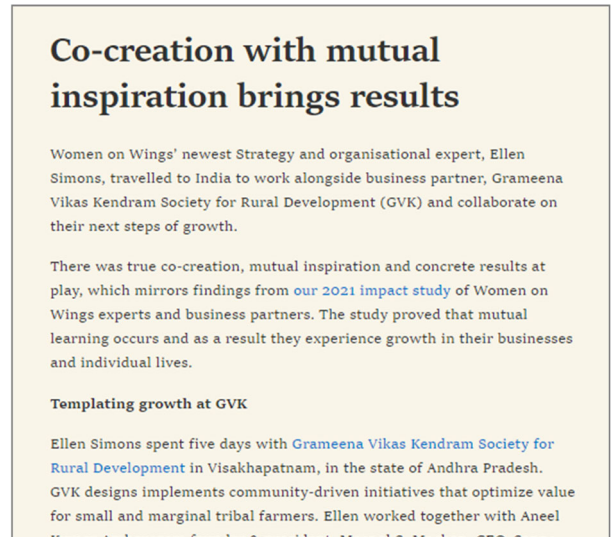 Co-creation with mutual
inspiration brings results
Women on Wings' newest Strategy and organisational expert, Ellen
Simons, travelled to India to work alongside business partner, Grameena
Vikas Kendram Society for Rural Development (GVK) and collaborate on
their next steps of growth.
There was true co-creation, mutual inspiration and concrete results at
play, which mirrors findings from our 2021 impact study of Women on
Wings experts and business partners. The study proved that mutual
learning occurs and as a result they experience growth in their businesses
and individual lives.
Templating growth at GVK
Ellen Simons spent five days with Grameena Vikas Kendram Society for
Rural Development in Visakhapatnam, in the state of Andhra Pradesh.
GVK designs implements community-driven initiatives that optimize value
for small and marginal tribal farmers. Ellen worked together with Aneel